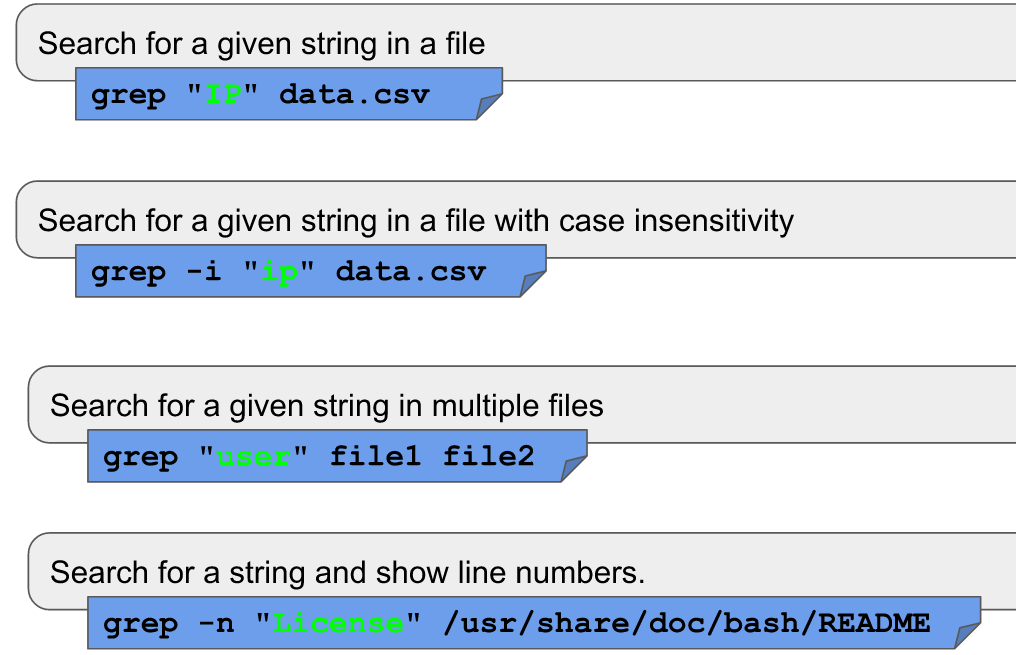 Search for a given string in a file
grep "IP" data.csv
Search for a given string in a file with case insensitivity
grep -i "ip" data.csv
Search for a given string in multiple files
grep "user" file1 file2
Search for a string and show line numbers.
grep -n "License" /usr/share/doc/bash/README